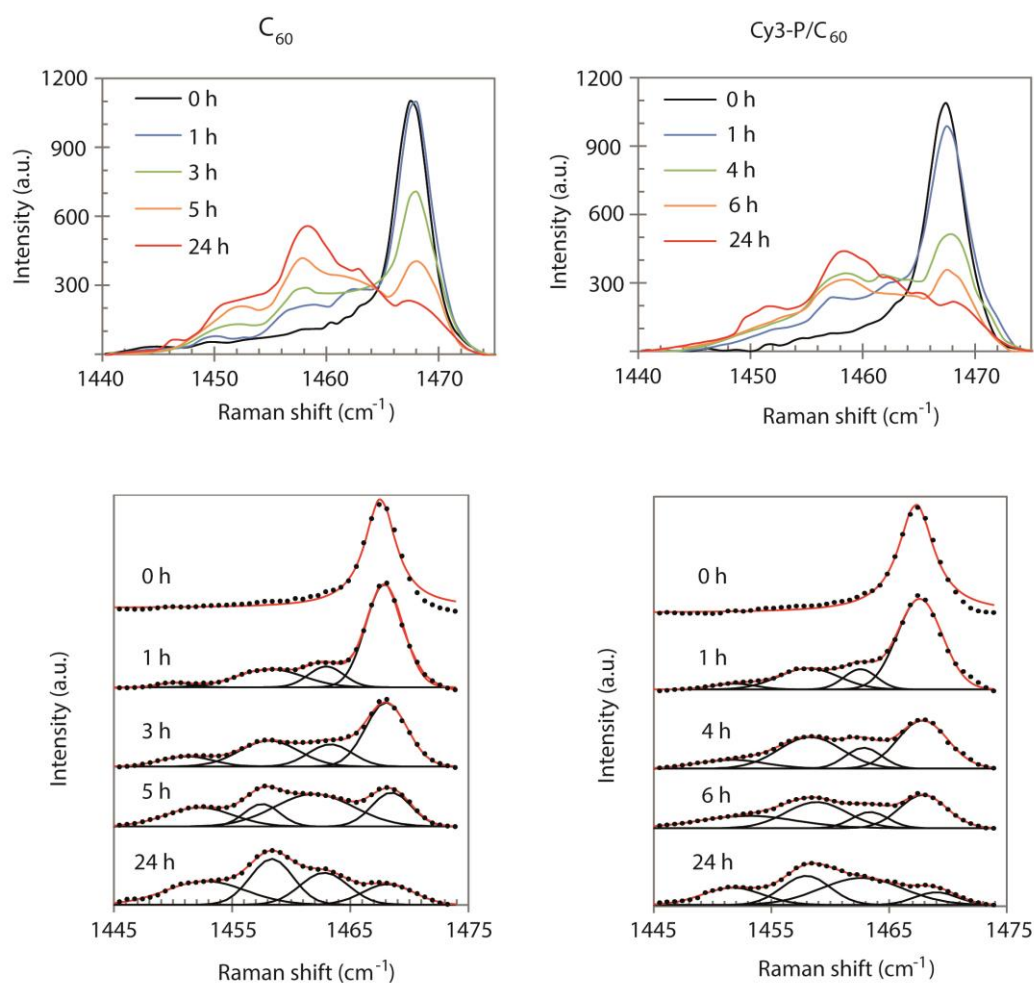 C₆₀
Intensity (a.u.)
1200
900
600
300
0
0 h
1 h
3 h
5 h
24 h
1440
1450
1460
1470
Raman shift (cm⁻¹)
Cy3-P/C₆₀
Intensity (a.u.)
1200
900
600
300
0
0 h
1 h
4 h
6 h
24 h
1440
1450
1460
1470
Raman shift (cm⁻¹)
Intensity (a.u.)
0 h
1 h
3 h
5 h
24 h
1445
1455
1465
1475
Raman shift (cm⁻¹)
Intensity (a.u.)
0 h
1 h
4 h
6 h
24 h
1445
1455
1465
1475
Raman shift (cm⁻¹)